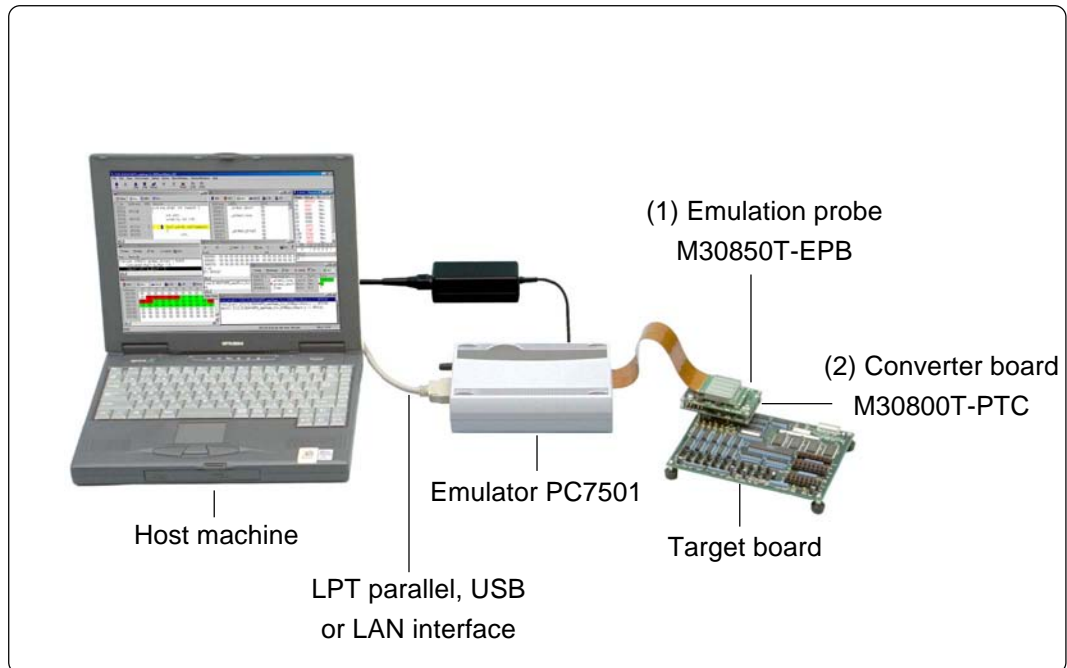 (1) Emulation probe
M30850T-EPB
(2) Converter board
M30800T-PTC
Emulator PC7501
Host machine
Target board
LPT parallel, USB
or LAN interface